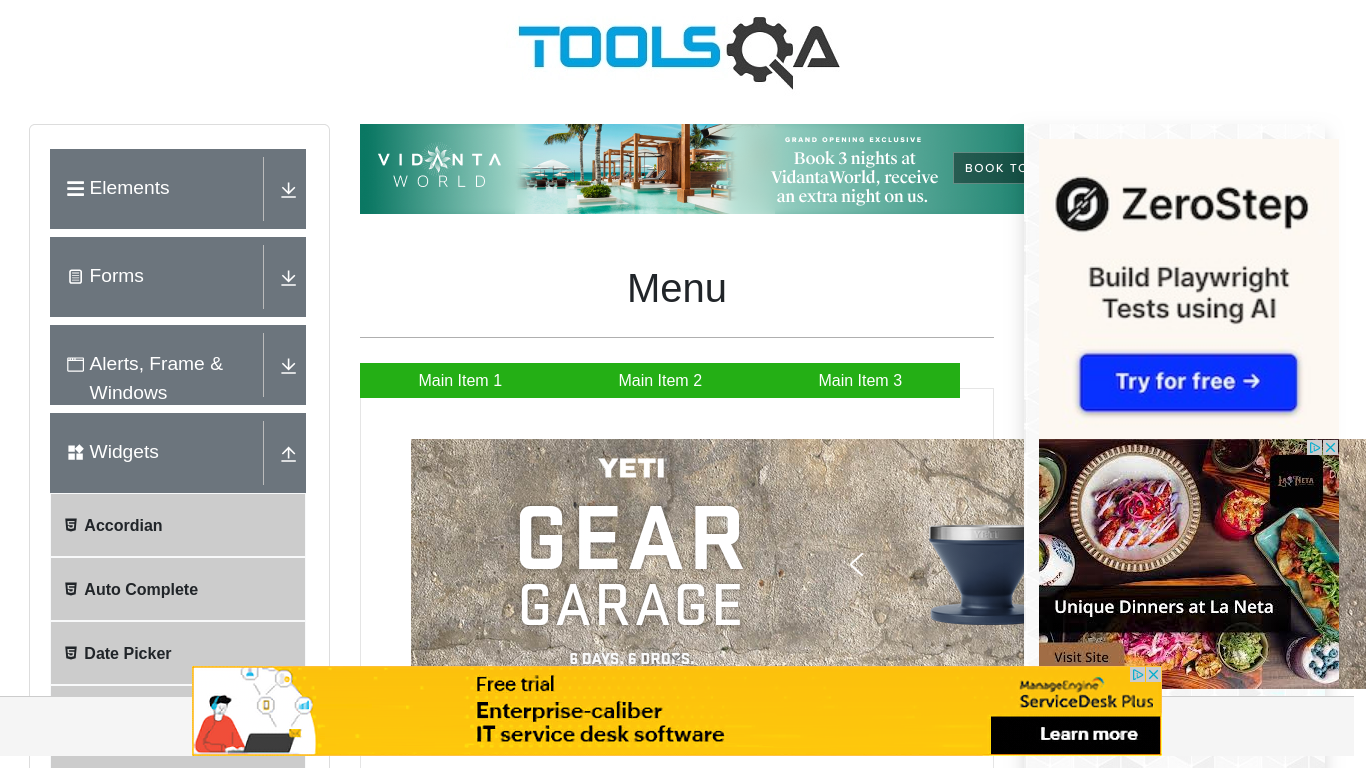 TOOLSQA
Elements
Forms
Alerts, Frame &
Windows
Widgets
Accordian
Auto Complete
Date Picker
VIDANTA
WORLD
GRAND OPENING EXCLUSIVE
Book 3 nights at
VidantaWorld, receive
an extra night on us.
BOOK TO
Menu
Main Item 1
Main Item 2
Main Item 3
YETI
GEAR
GARAGE
6 DAYS. 6 DROPS.
ZeroStep
Build Playwright
Tests using AI
Try for free →
LA NETA
Unique Dinners at La Neta
Visit Site
Free trial
Enterprise-caliber
IT service desk software
ManageEngine
ServiceDesk Plus
Learn more